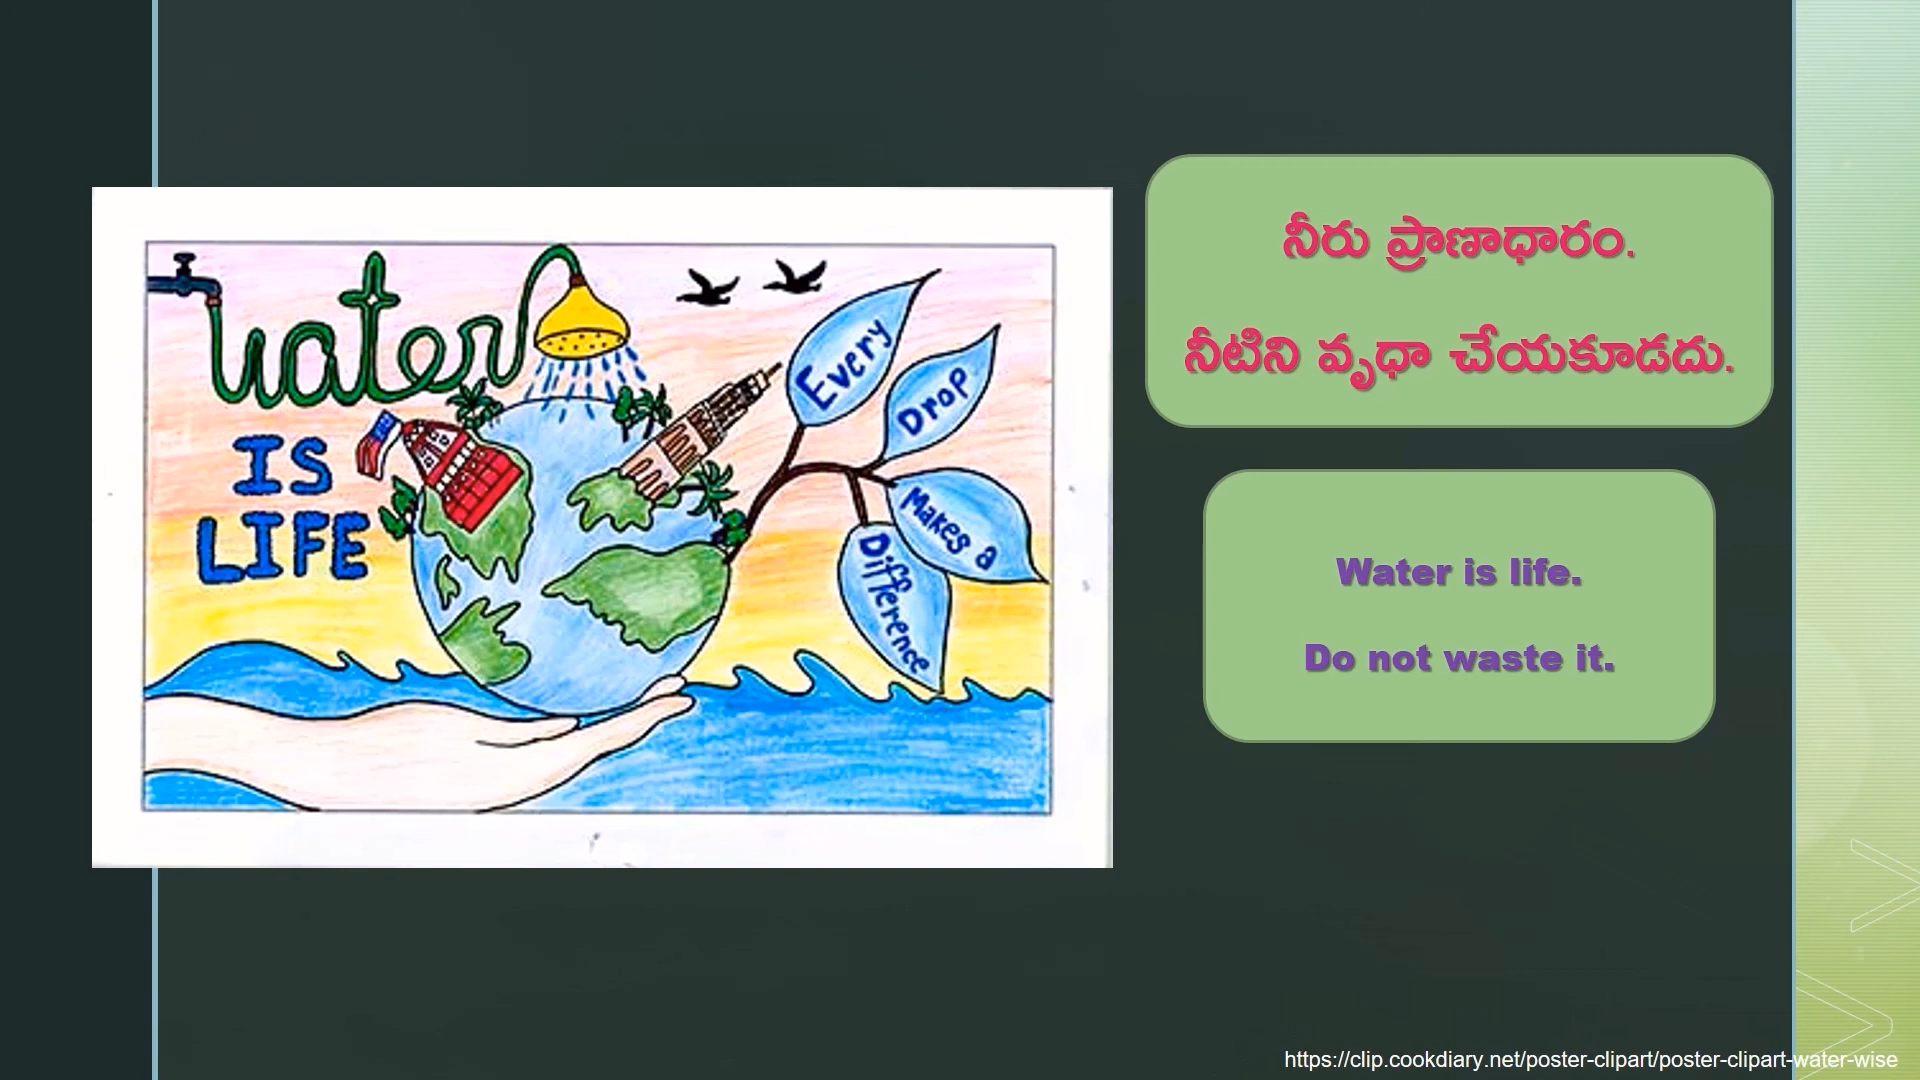 water
IS
LIFE
Every
Drop
Makes a
Difference
నీరు ప్రాణాధారం.
నీటిని వృధా చేయకూడదు.
Water is life.
Do not waste it.
https://clip.cookdiary.net/poster-clipart/poster-clipart-water-wise